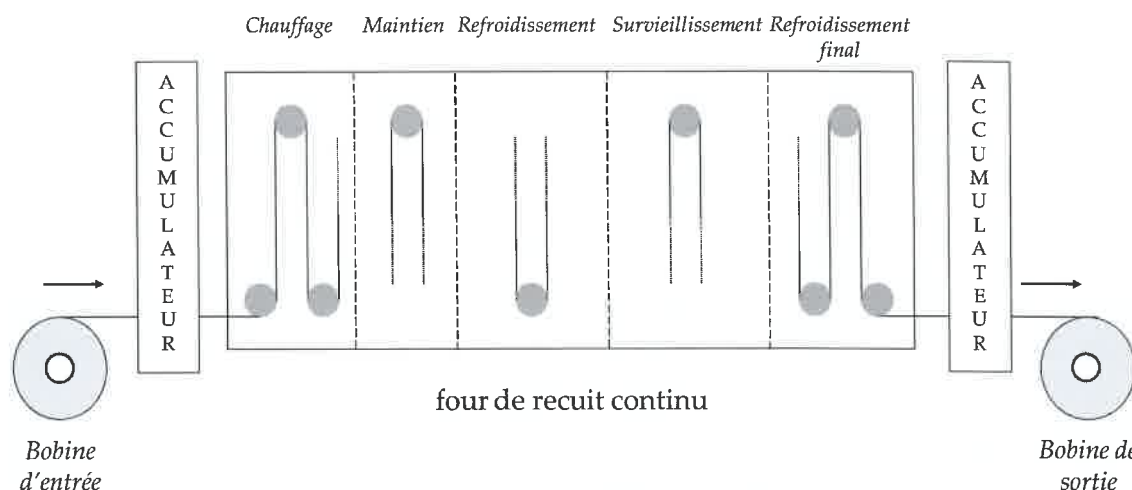 Chauffage
Maintien
Refroidissement
Survieillissement
Refroidissement
final
ACCUMULATEUR
ACCUMULATEUR
four de recuit continu
Bobine
d'entrée
Bobine de
sortie